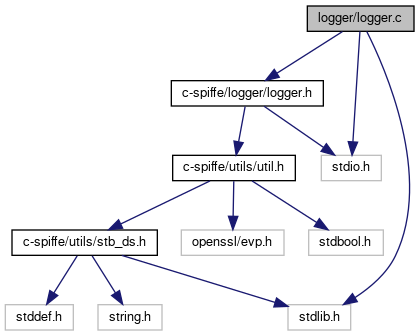 logger/logger.c
c-spiffe/logger/logger.h
c-spiffe/utils/util.h
stdio.h
c-spiffe/utils/stb_ds.h
openssl/evp.h
stdbool.h
stddef.h
string.h
stdlib.h